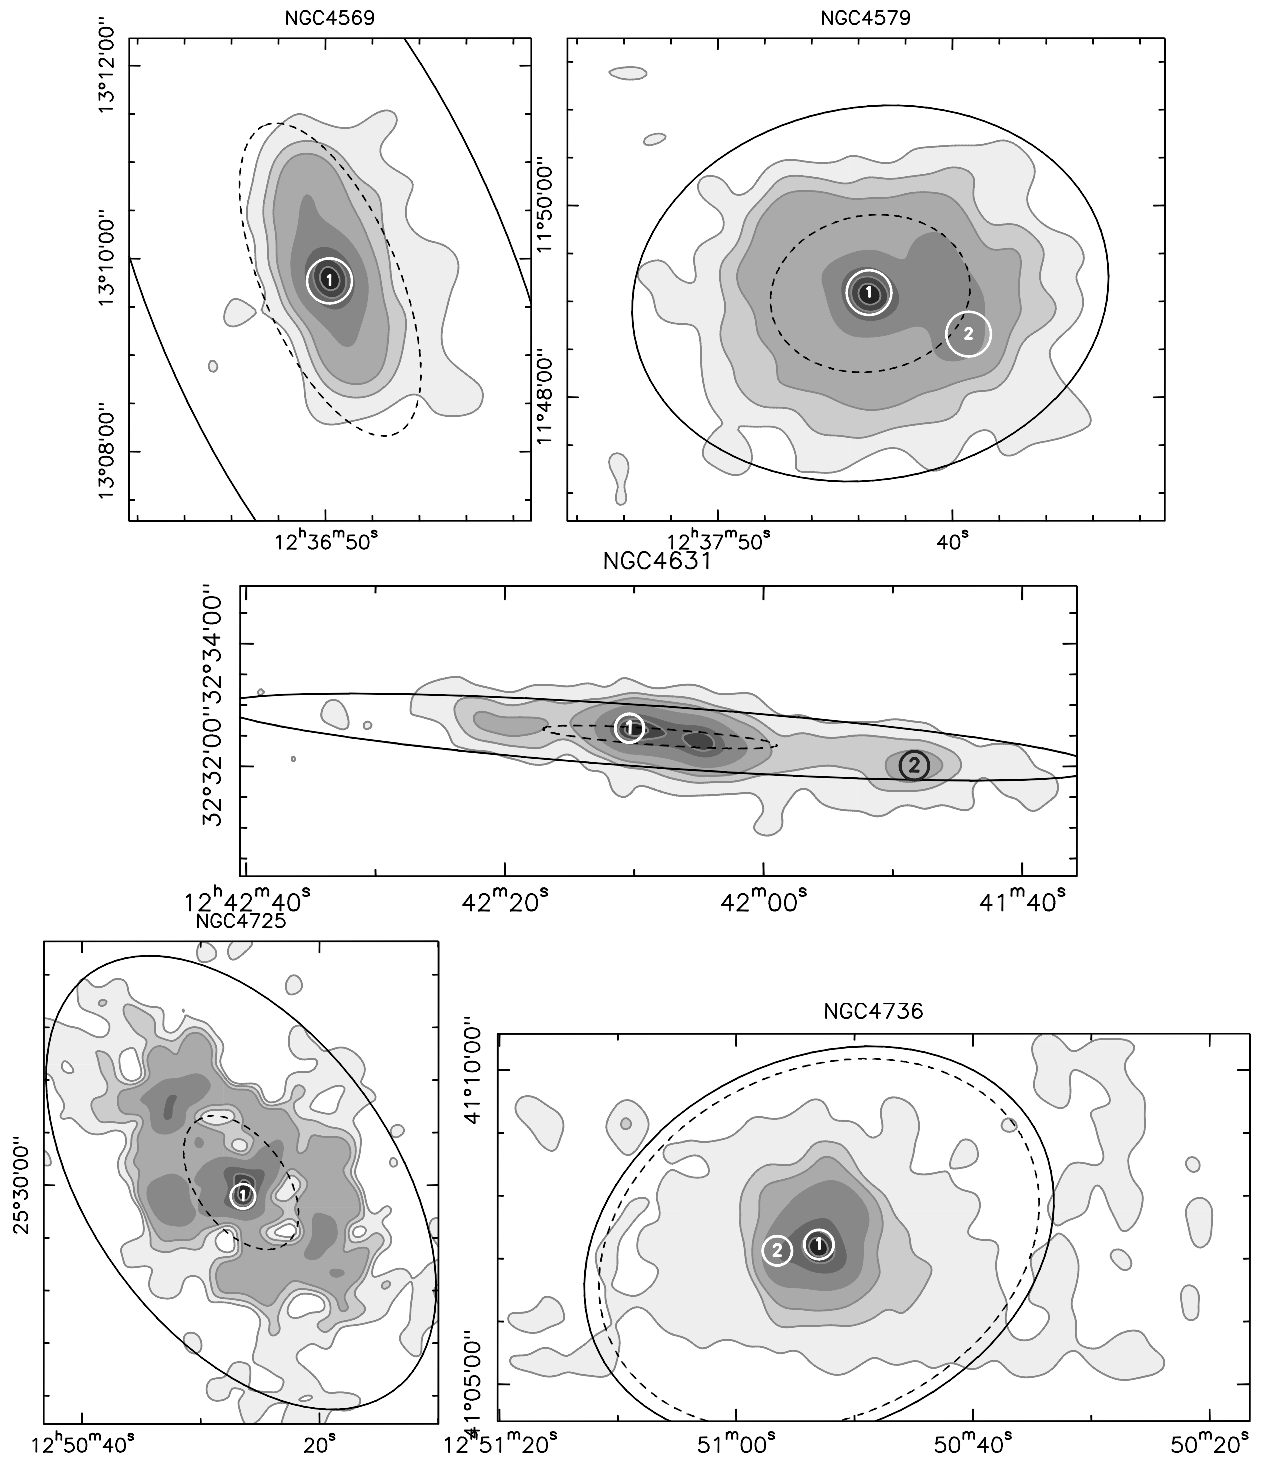 NGC4569
13°12'00"
13°10'00"
13°08'00"
12ʰ36ᵐ50ˢ
1
NGC4579
11°50'00"
11°48'00"
12ʰ37ᵐ50ˢ 40ˢ
1
2
NGC4631
32°34'00"
32°32'00"
12ʰ42ᵐ40ˢ 42ᵐ20ˢ 42ᵐ00ˢ 41ᵐ40ˢ
1
2
NGC4725
25°30'00"
12ʰ50ᵐ40ˢ 20ˢ
1
NGC4736
41°10'00"
41°05'00"
12ʰ51ᵐ20ˢ 51ᵐ00ˢ 50ᵐ40ˢ 50ᵐ20ˢ
2
1